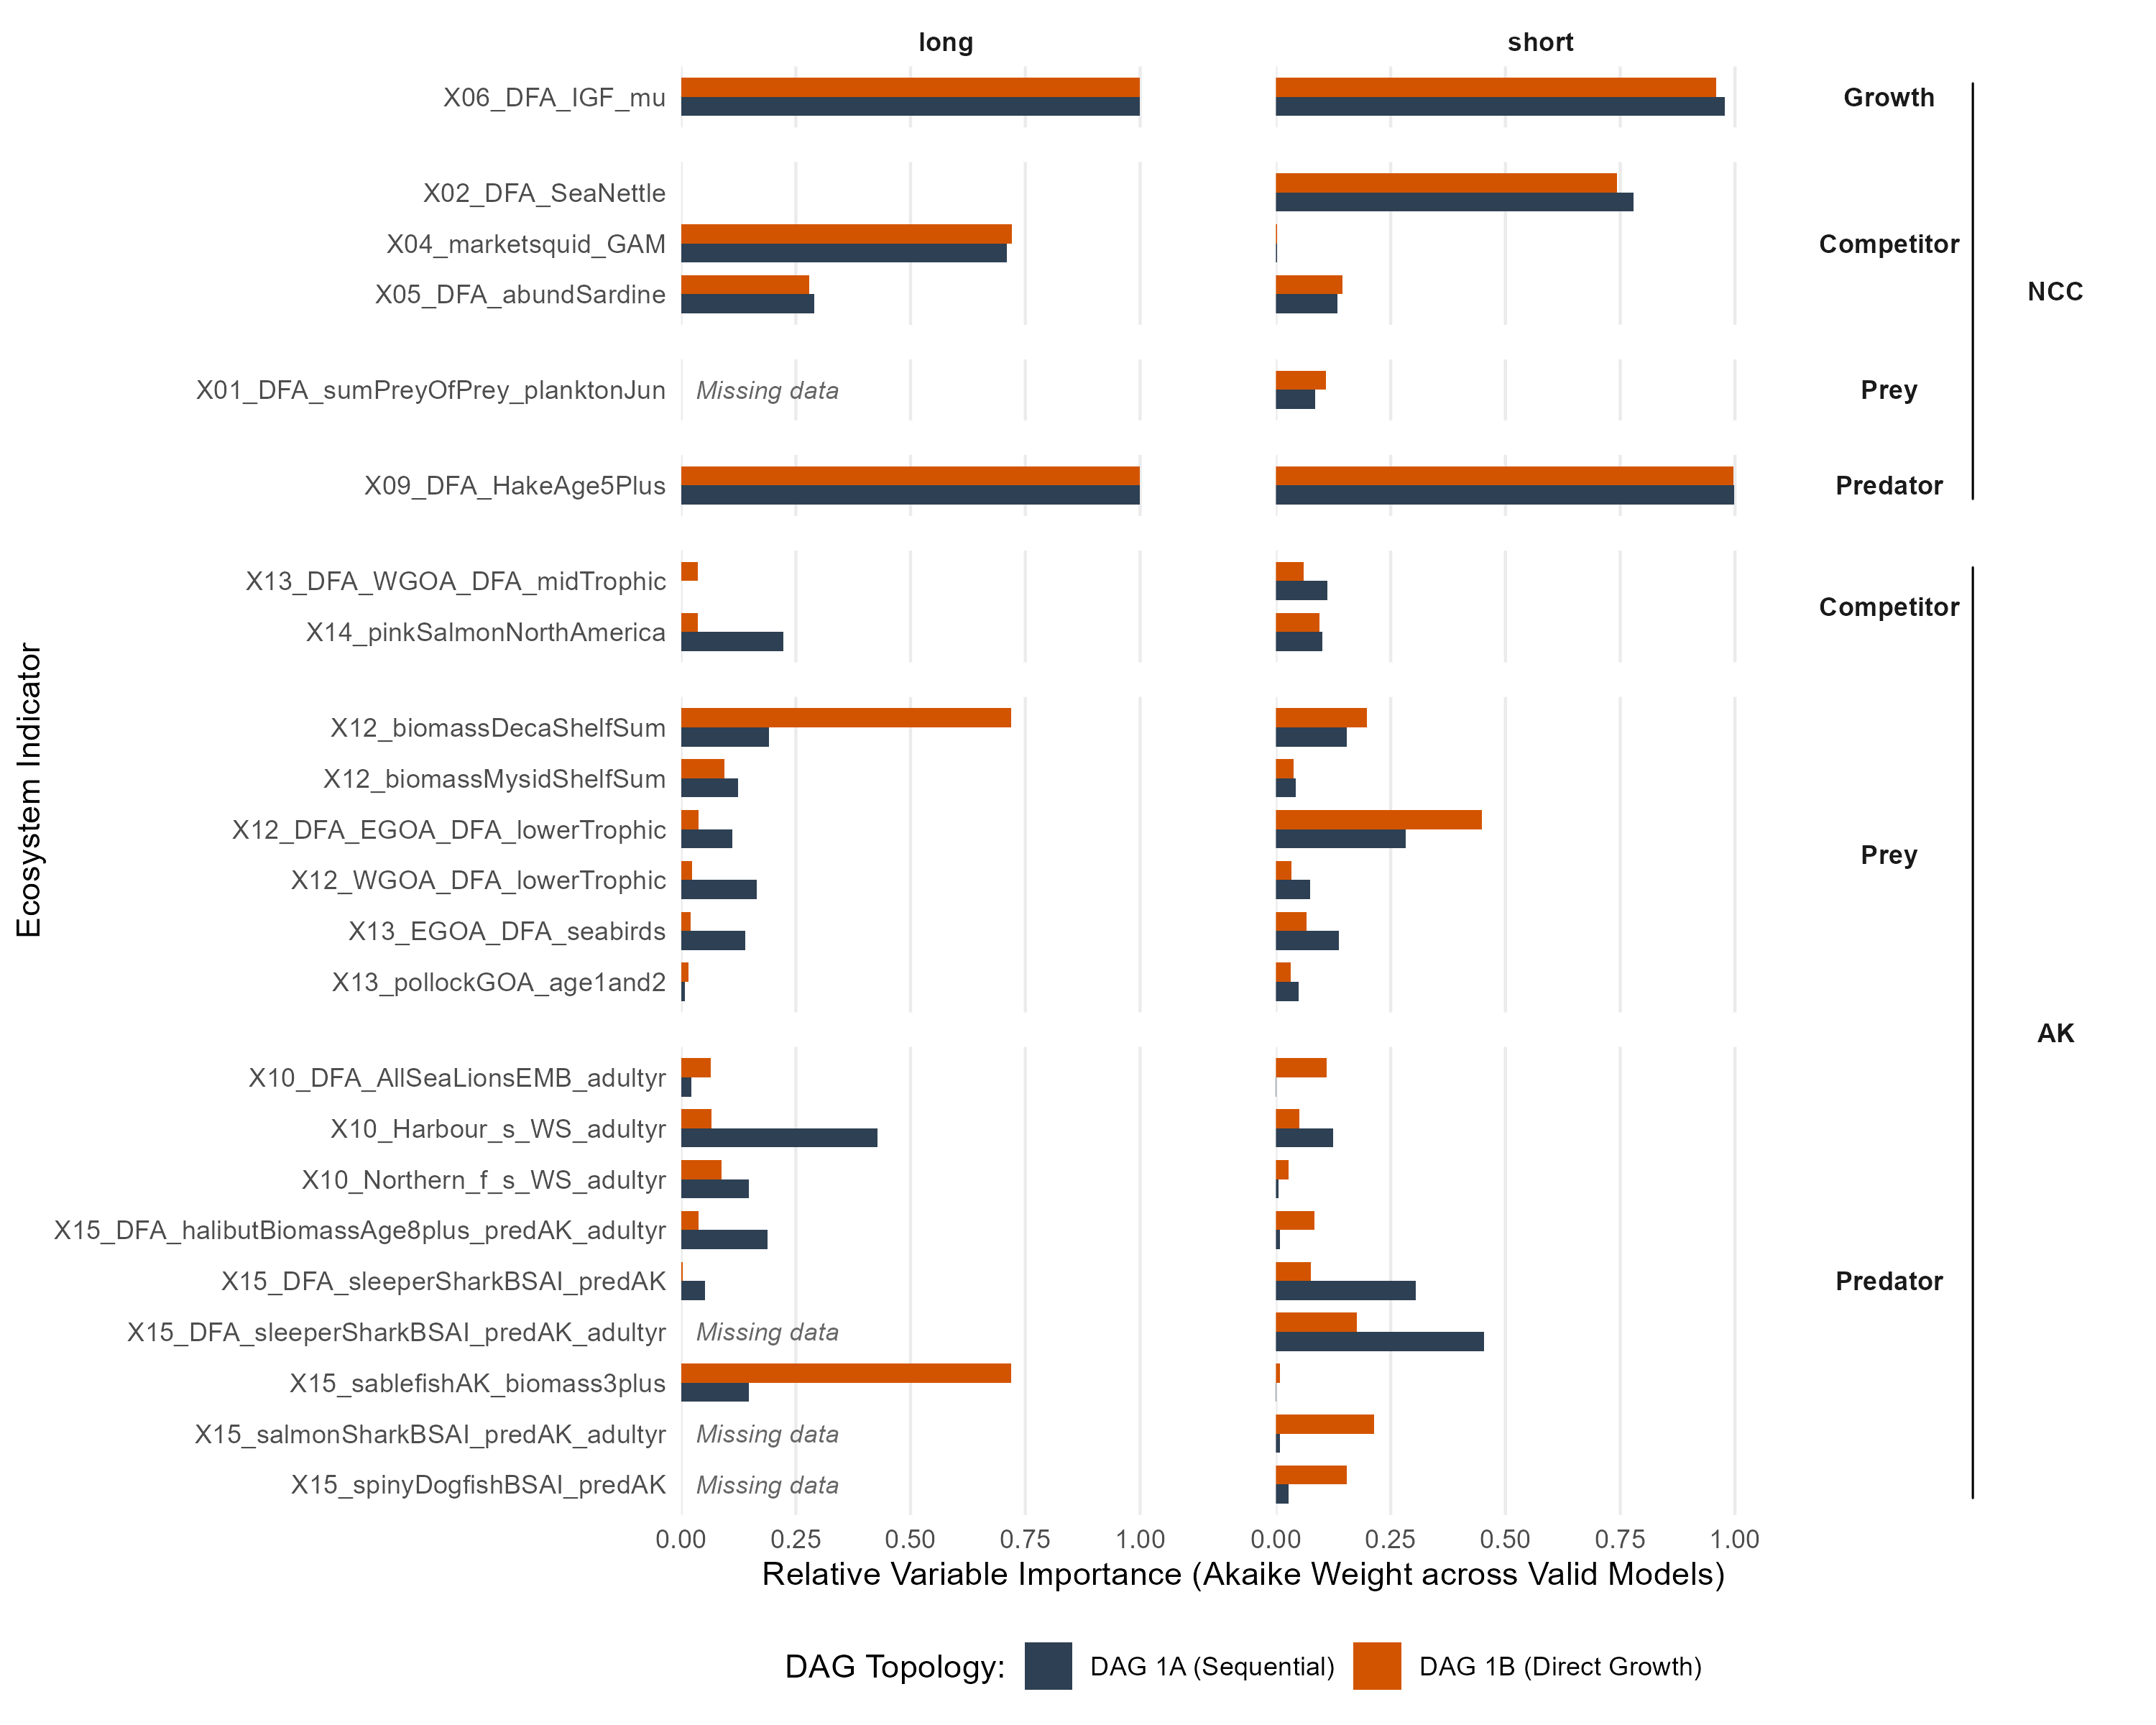 long
short
X06_DFA_IGF_mu
Growth
X02_DFA_SeaNettle
X04_marketsquid_GAM
Competitor
X05_DFA_abundSardine
NCC
X01_DFA_sumPreyOfPrey_planktonJun
Missing data
Prey
X09_DFA_HakeAge5Plus
Predator
X13_DFA_WGOA_DFA_midTrophic
Competitor
X14_pinkSalmonNorthAmerica
X12_biomassDecaShelfSum
X12_biomassMysidShelfSum
X12_DFA_EGOA_DFA_lowerTrophic
Prey
X12_WGOA_DFA_lowerTrophic
X13_EGOA_DFA_seabirds
X13_pollockGOA_age1and2
AK
X10_DFA_AllSeaLionsEMB_adultyr
X10_Harbour_s_WS_adultyr
X10_Northern_f_s_WS_adultyr
X15_DFA_halibutBiomassAge8plus_predAK_adultyr
X15_DFA_sleeperSharkBSAI_predAK
Predator
X15_DFA_sleeperSharkBSAI_predAK_adultyr
Missing data
X15_sablefishAK_biomass3plus
X15_salmonSharkBSAI_predAK_adultyr
Missing data
X15_spinyDogfishBSAI_predAK
Missing data
Ecosystem Indicator
0.00 0.25 0.50 0.75 1.00
0.00 0.25 0.50 0.75 1.00
Relative Variable Importance (Akaike Weight across Valid Models)
DAG Topology: DAG 1A (Sequential) DAG 1B (Direct Growth)